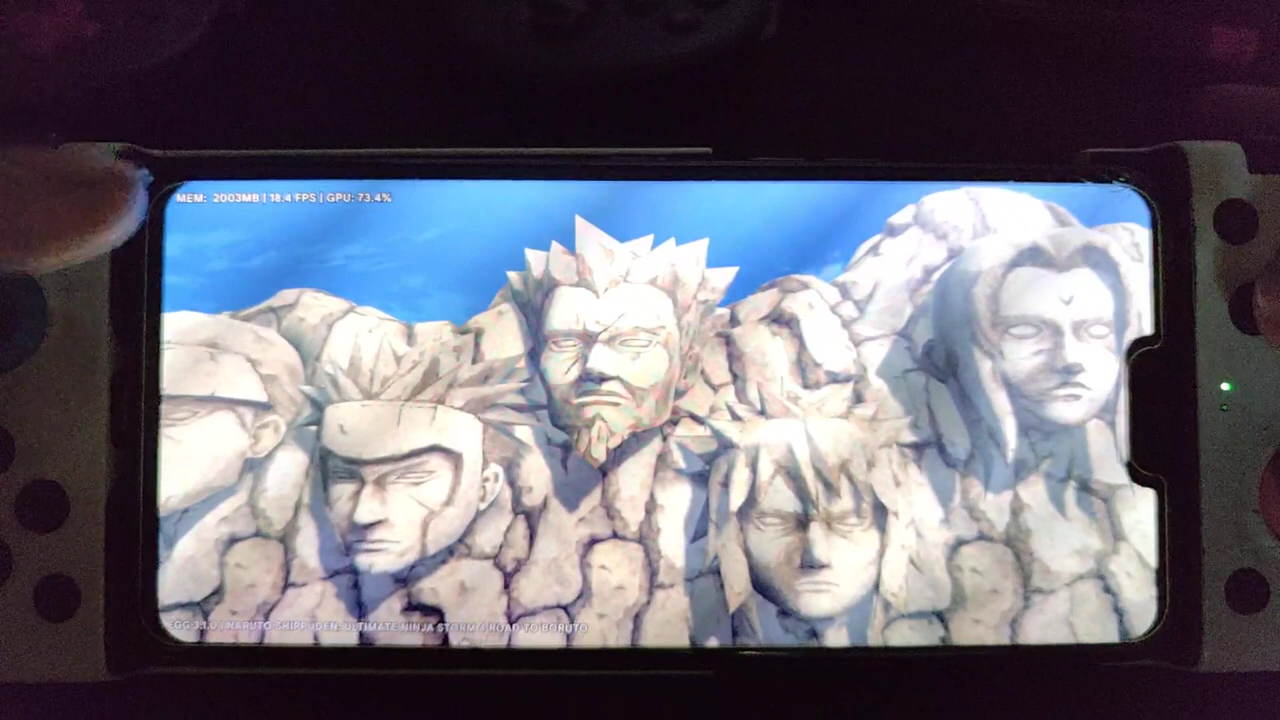 MEM: 2003MB | 18.4 FPS | GPU: 73.4%
EGG 3.1.0 | NARUTO SHIPPUDEN: ULTIMATE NINJA STORM 4 ROAD TO BORUTO